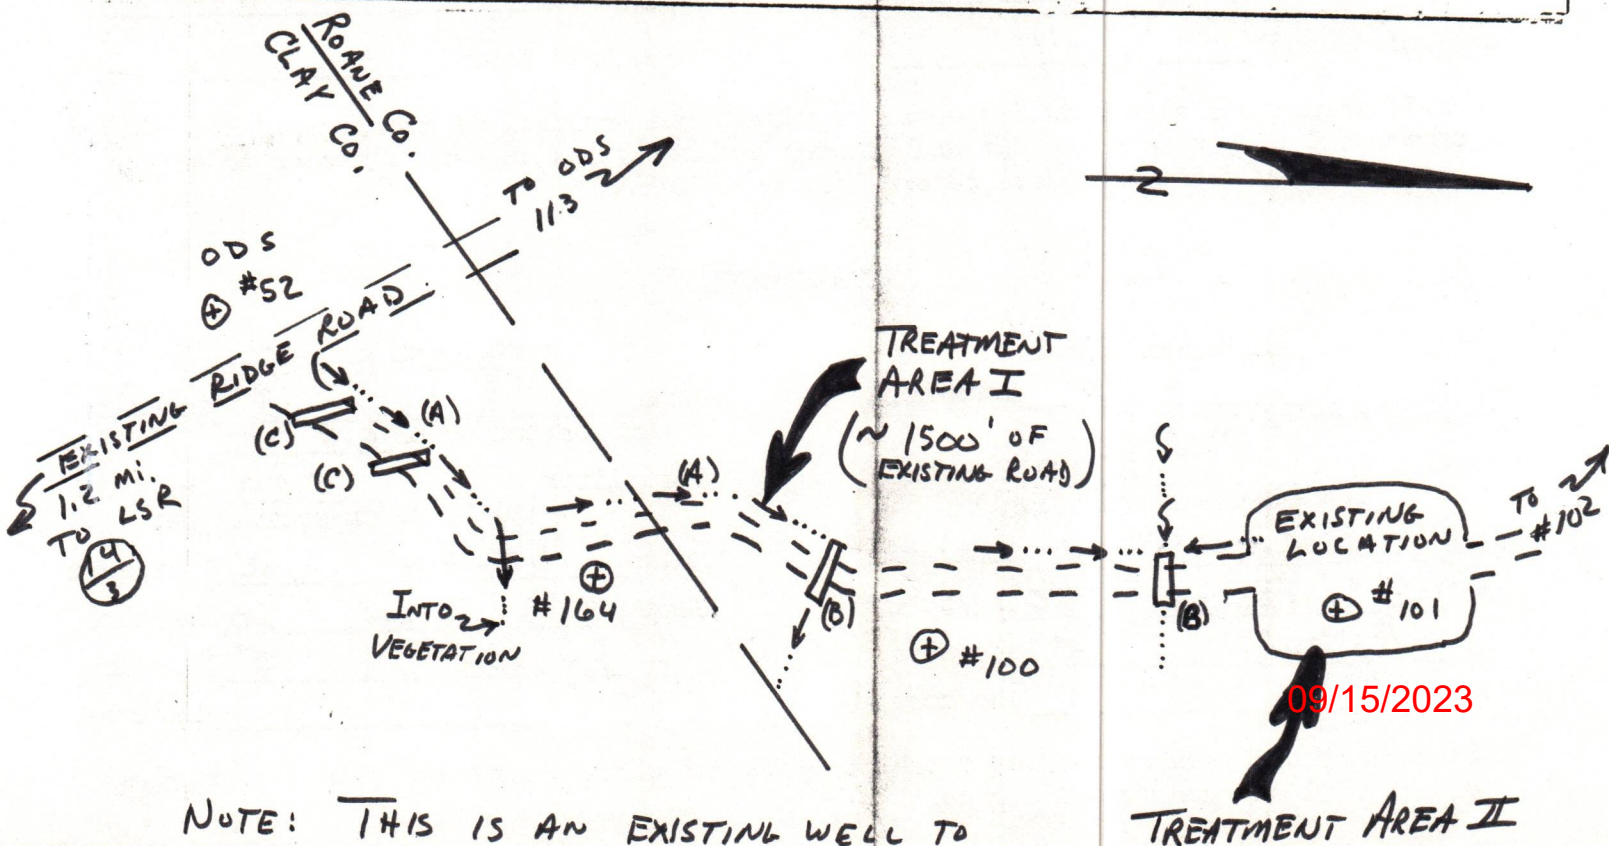 ROANE CO.
CLAY CO.
TO ODS
11.3
ODS
#52
EXISTING RIDGE ROAD
1.2 MI.
TO LSR
14
3
(A)
(C)
(C)
INTO
VEGETATION
#164
(A)
TREATMENT
AREA I
(~ 1500' OF
EXISTING ROAD)
(B)
#100
(B)
EXISTING
LOCATION
#101
TO
#102
09/15/2023
NOTE: THIS IS AN EXISTING WELL TO
TREATMENT AREA II